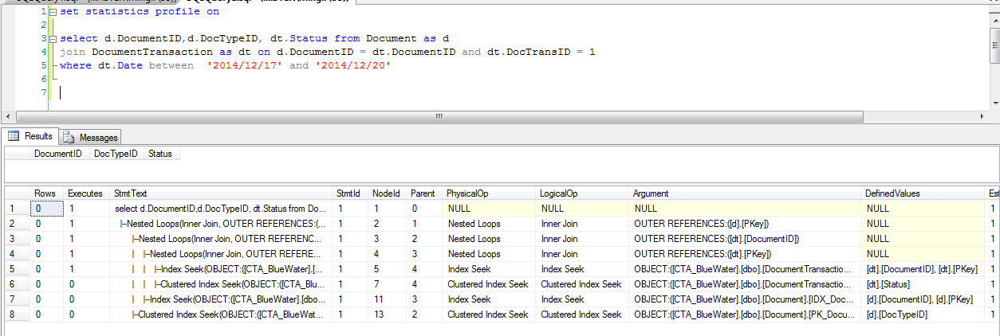 1 set statistics profile on
2
3 select d.DocumentID,d.DocTypeID, dt.Status from Document as d
4 join DocumentTransaction as dt on d.DocumentID = dt.DocumentID and dt.DocTransID = 1
5 where dt.Date between '2014/12/17' and '2014/12/20'
6
7
Results Messages
DocumentID DocTypeID Status
Rows Executes StmtText StmtId NodeId Parent PhysicalOp LogicalOp Argument DefinedValues Est
1 0 1 select d.DocumentID,d.DocTypeID, dt.Status from Do... 1 1 0 NULL NULL NULL NULL 1
2 0 1 |--Nested Loops(Inner Join, OUTER REFERENCES:(... 1 2 1 Nested Loops Inner Join OUTER REFERENCES:([d].[PKey]) NULL 1
3 0 1 |--Nested Loops(Inner Join, OUTER REFERENC... 1 3 2 Nested Loops Inner Join OUTER REFERENCES:([dt].[DocumentID]) NULL 1
4 0 1 | |--Nested Loops(Inner Join, OUTER REFERE... 1 4 3 Nested Loops Inner Join OUTER REFERENCES:([dt].[PKey]) NULL 1
5 0 1 | | |--Index Seek(OBJECT:([CTA_BlueWater].[... 1 5 4 Index Seek Index Seek OBJECT:([CTA_BlueWater].[dbo].[DocumentTransactio... [dt].[DocumentID], [dt].[PKey] 1
6 0 0 | | |--Clustered Index Seek(OBJECT:([CTA_Bl... 1 7 4 Clustered Index Seek Clustered Index Seek OBJECT:([CTA_BlueWater].[dbo].[DocumentTransactio... [dt].[Status] 1
7 0 0 | |--Index Seek(OBJECT:([CTA_BlueWater].[dbo... 1 11 3 Index Seek Index Seek OBJECT:([CTA_BlueWater].[dbo].[Document].[IDX_Doc... [d].[DocumentID], [d].[PKey] 1
8 0 0 |--Clustered Index Seek(OBJECT:([CTA_BlueWat... 1 13 2 Clustered Index Seek Clustered Index Seek OBJECT:([CTA_BlueWater].[dbo].[Document].[PK_Docu... [d].[DocTypeID] 1